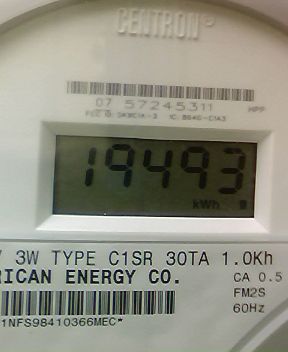 CENTRON
07 57245311 HPP
19493
kWh
3W TYPE C1SR 30TA 1.0Kh
RICAN ENERGY CO. CA 0.5
FM2S
1NFS98410366MEC* 60Hz